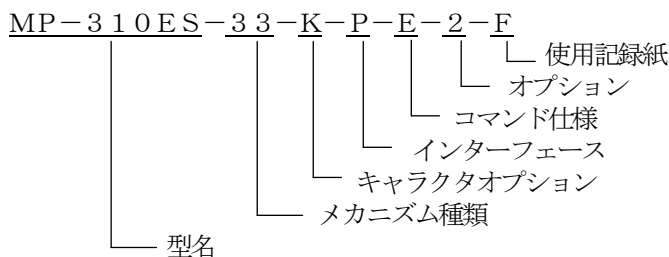 ＭＰ－３１０ＥＳ－３３－Ｋ－Ｐ－Ｅ－２－Ｆ
使用記録紙
オプション
コマンド仕様
インターフェース
キャラクタオプション
メカニズム種類
型名